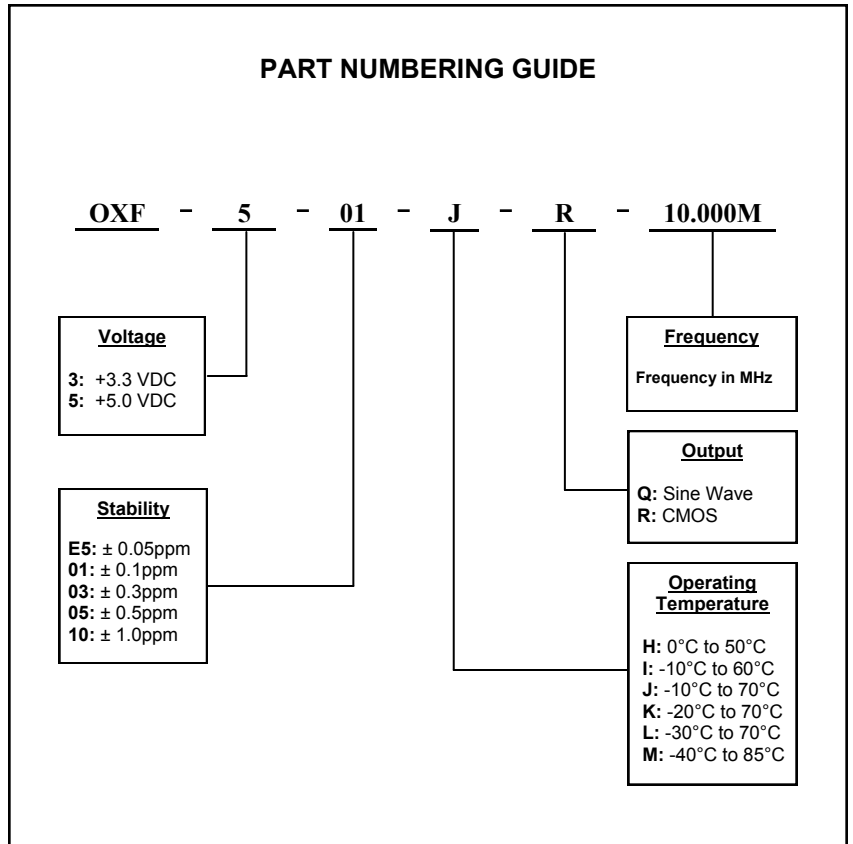 PART NUMBERING GUIDE
OXF - 5 - 01 - J - R - 10.000M
Voltage
3: +3.3 VDC
5: +5.0 VDC
Stability
E5: ± 0.05ppm
01: ± 0.1ppm
03: ± 0.3ppm
05: ± 0.5ppm
10: ± 1.0ppm
Frequency
Frequency in MHz
Output
Q: Sine Wave
R: CMOS
Operating
Temperature
H: 0°C to 50°C
I: -10°C to 60°C
J: -10°C to 70°C
K: -20°C to 70°C
L: -30°C to 70°C
M: -40°C to 85°C